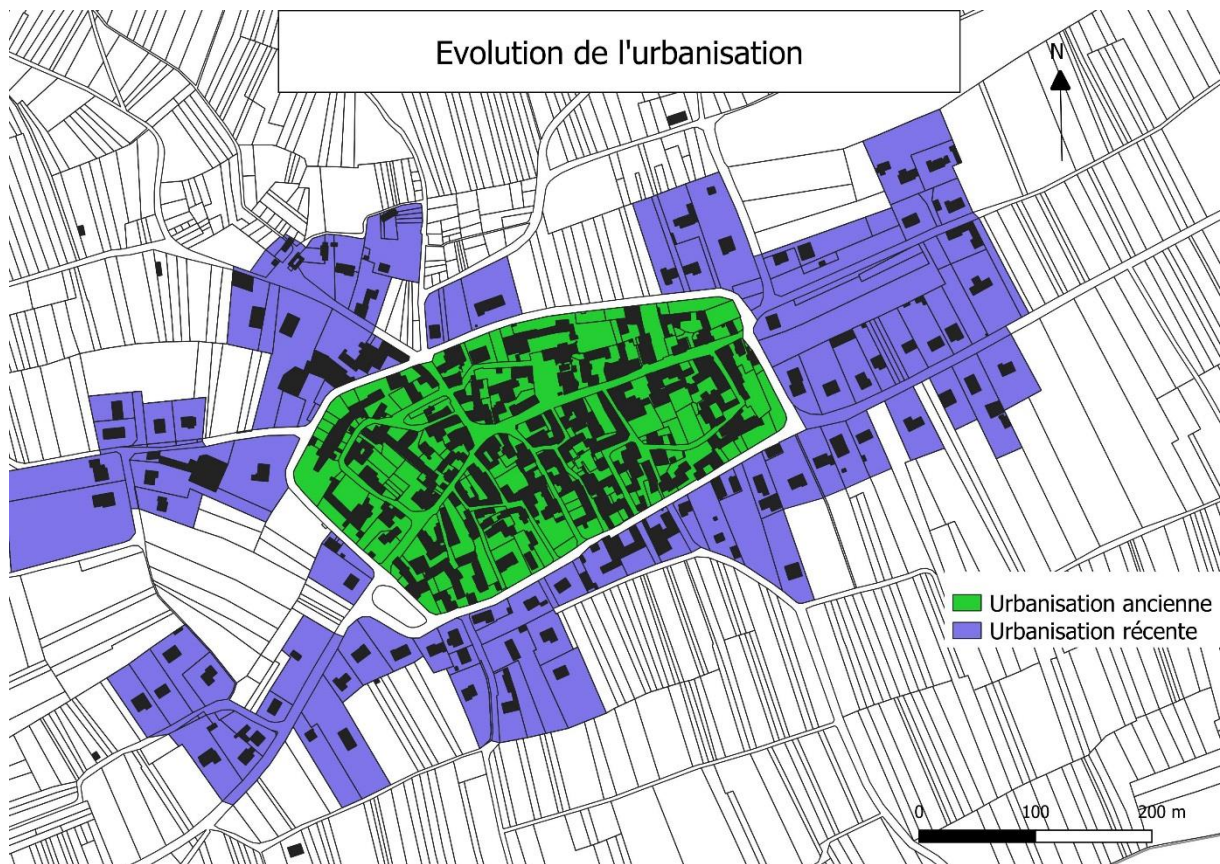 Evolution de l'urbanisation
N
Urbanisation ancienne
Urbanisation récente
0 100 200 m